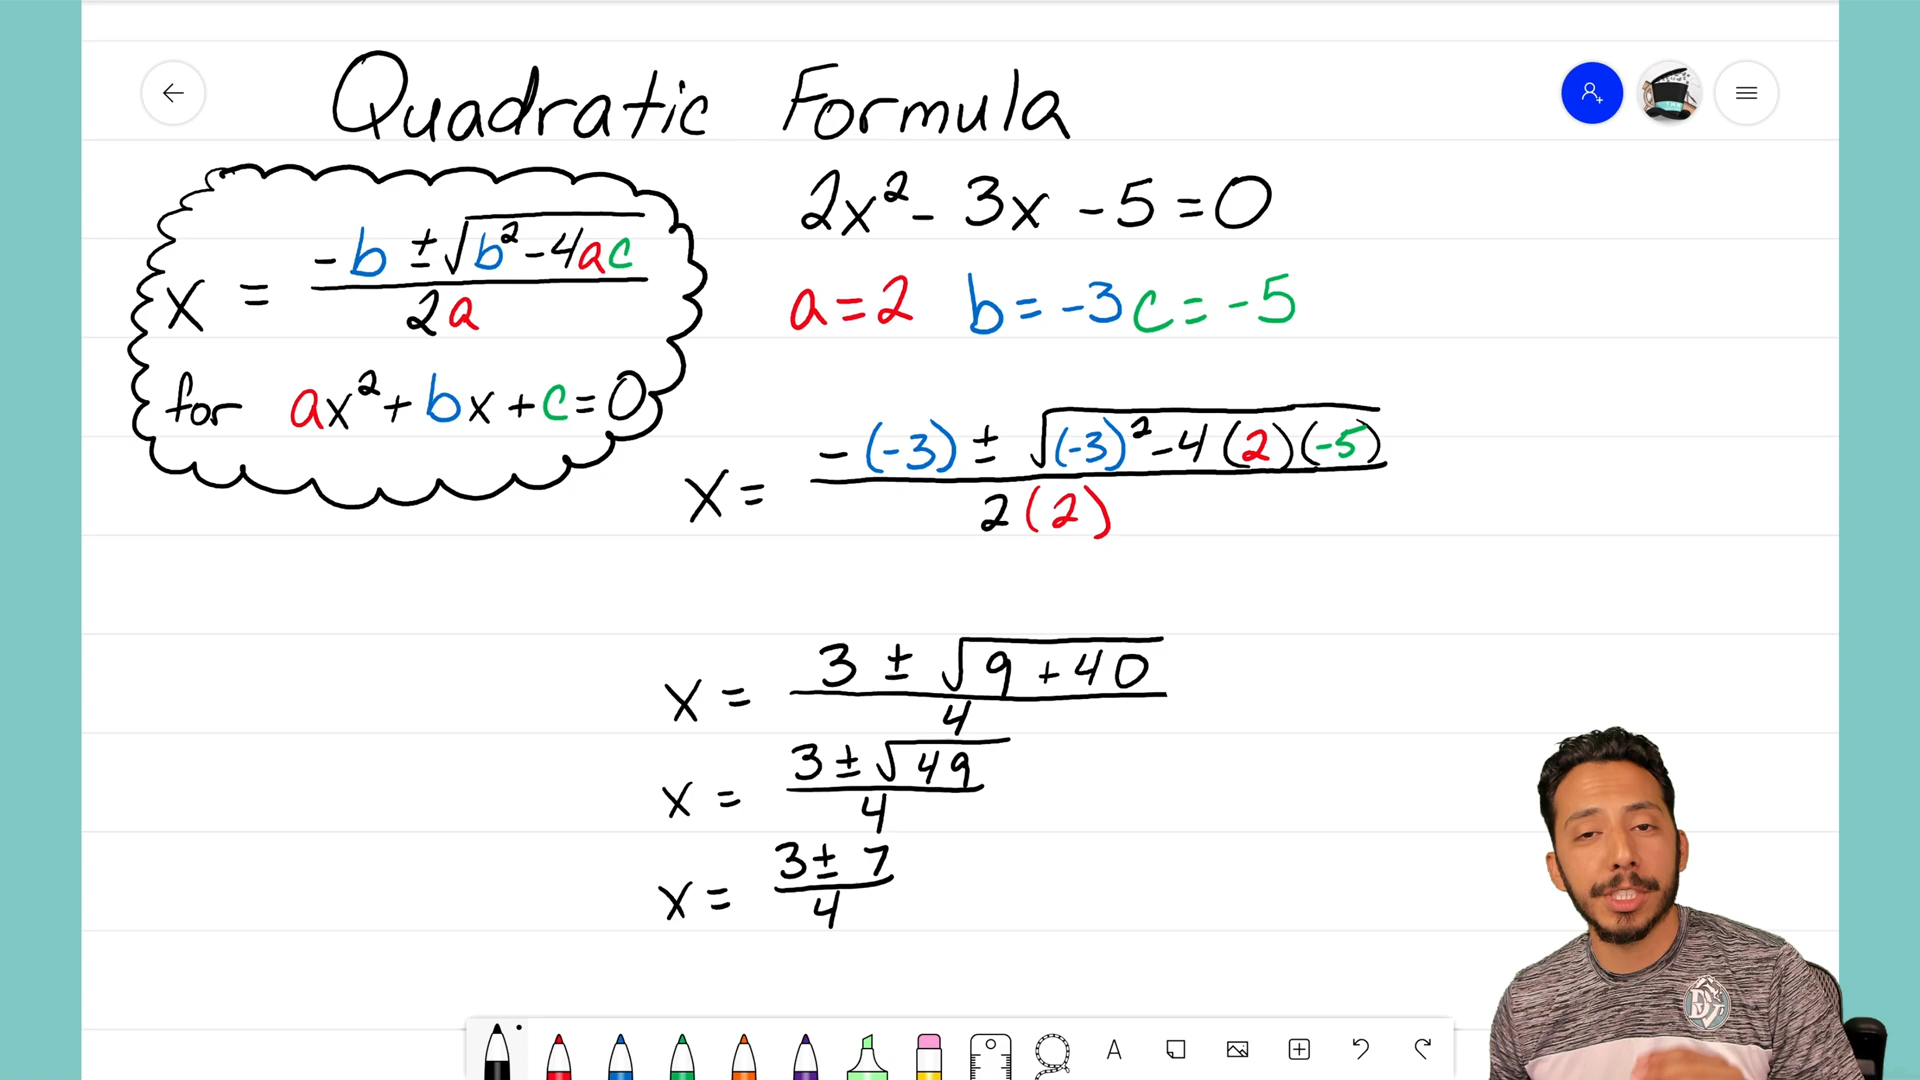 Quadratic Formula
x = -b ± √b² - 4ac / 2a
for ax² + bx + c = 0
2x² - 3x - 5 = 0
a = 2 b = -3 c = -5
x = -(-3) ± √(-3)² - 4(2)(-5) / 2(2)
x = 3 ± √9 + 40 / 4
x = 3 ± √49 / 4
x = 3 ± 7 / 4
A